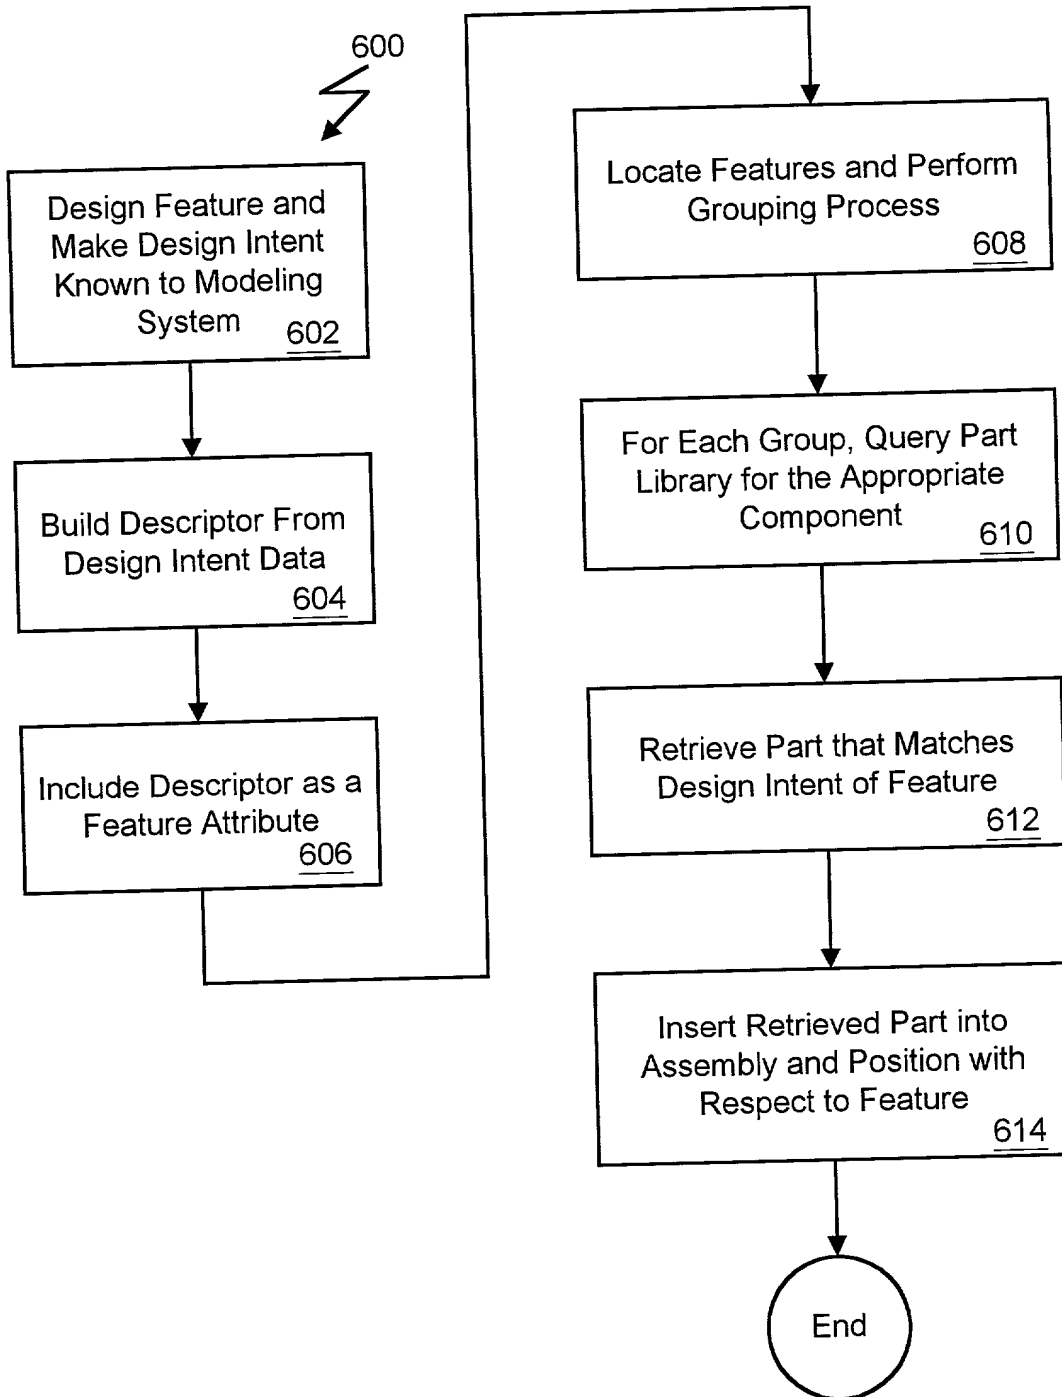 600
Design Feature and
Make Design Intent
Known to Modeling
System
602
Build Descriptor From
Design Intent Data
604
Include Descriptor as a
Feature Attribute
606
Locate Features and Perform
Grouping Process
608
For Each Group, Query Part
Library for the Appropriate
Component
610
Retrieve Part that Matches
Design Intent of Feature
612
Insert Retrieved Part into
Assembly and Position with
Respect to Feature
614
End